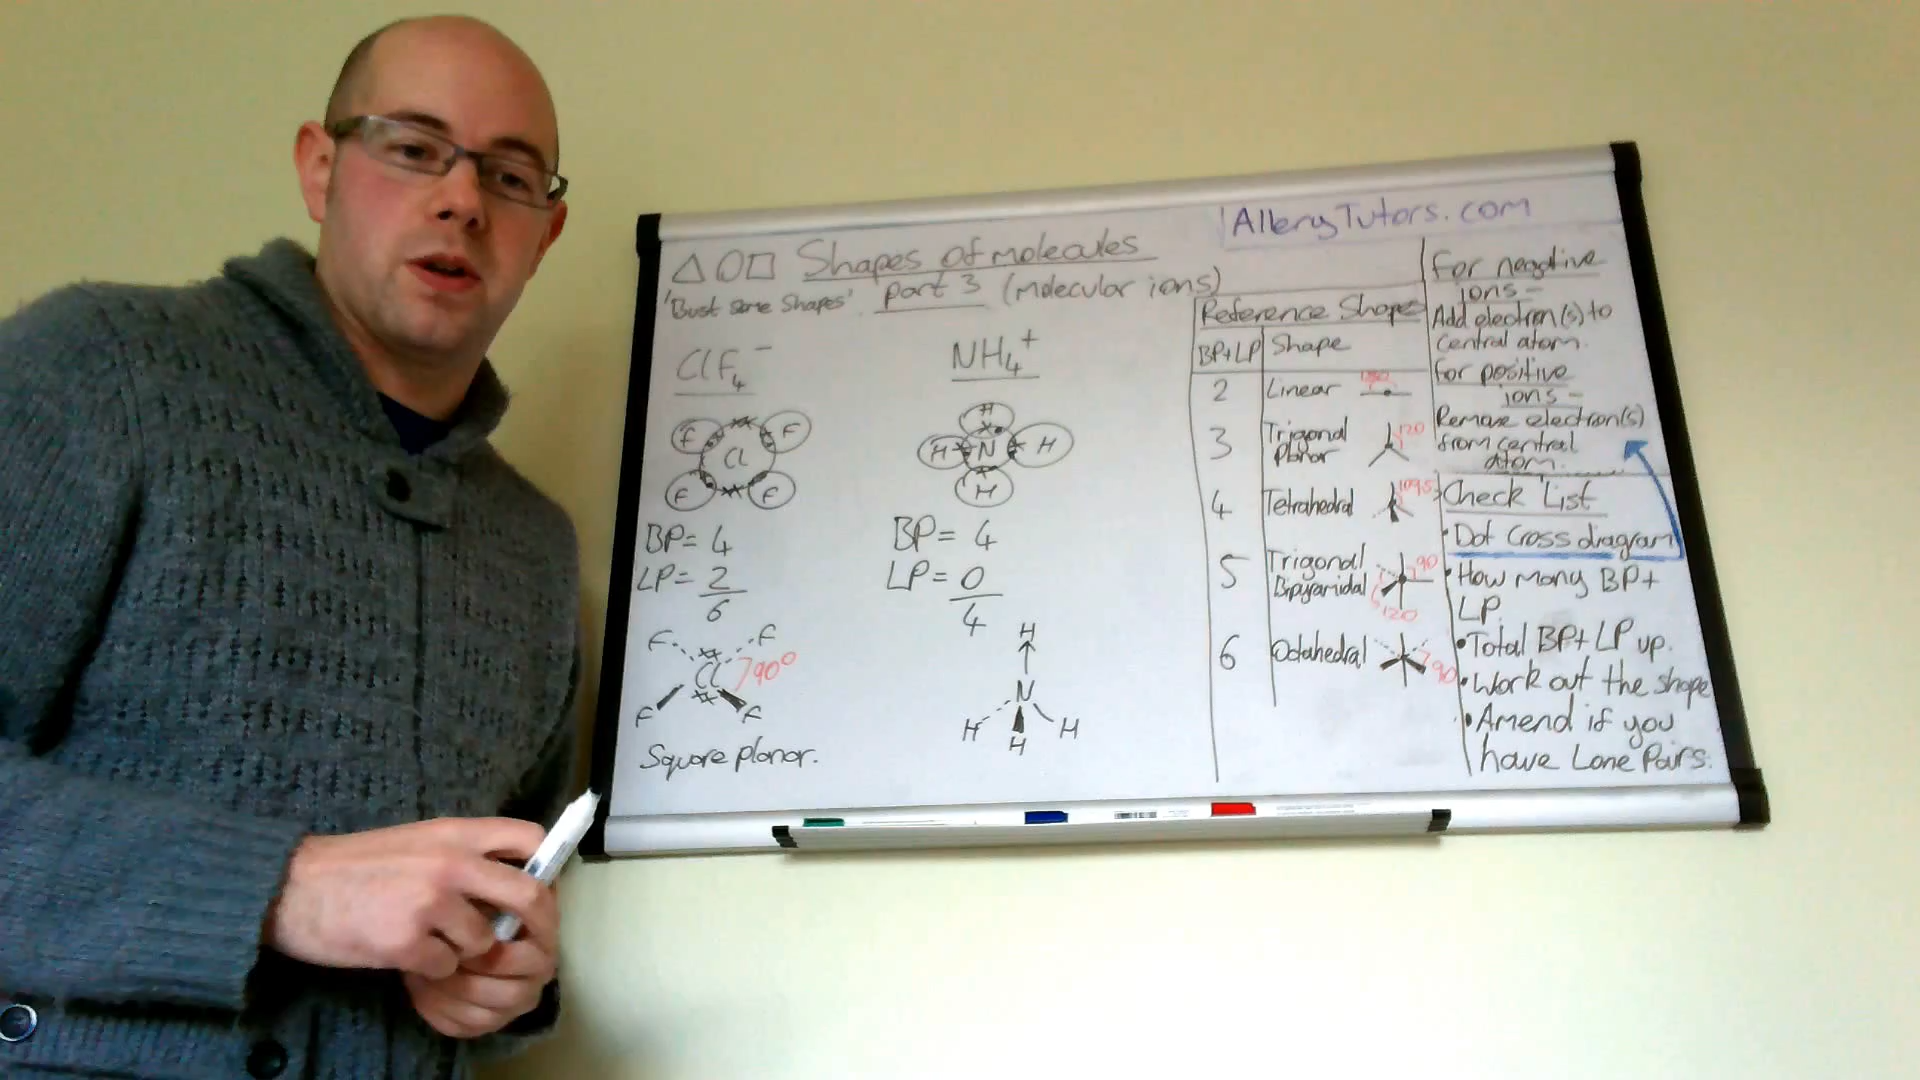 AlleryTutors.com
Shapes of molecules
'Bust some shapes'. part 3 (molecular ions)
ClF4⁻
F F
Cl
F F
BP= 4
LP= 2
6
F F
Cl 90°
F F
Square planar.
NH4⁺
H
H N H
H
BP= 4
LP= 0
4
H
N
H H H
Reference Shapes
BP+LP Shape
2 Linear 180
3 Trigonal Planar 120
4 Tetrahedral 109.5
5 Trigonal Bipyramidal 90 120
6 Octahedral 90
For negative
ions -
Add electron(s) to
central atom.
for positive
ions -
Remove electron(s)
from central
atom.
Check List
• Dot Cross diagram
• How many BP+
LP.
• Total BP+LP up.
• Work out the shape
• Amend if you
have Lone Pairs.